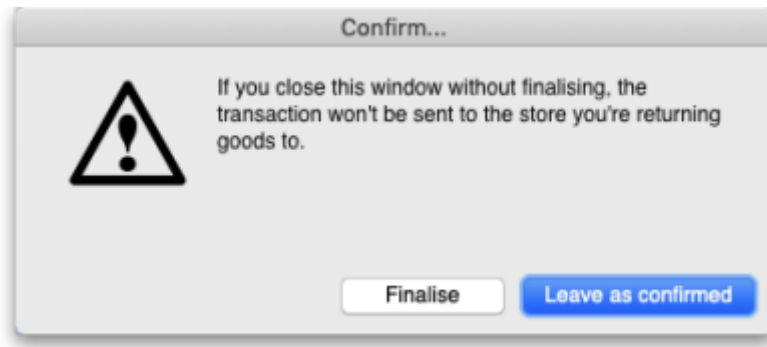 Confirm...
If you close this window without finalising, the
transaction won't be sent to the store you're returning
goods to.
Finalise
Leave as confirmed